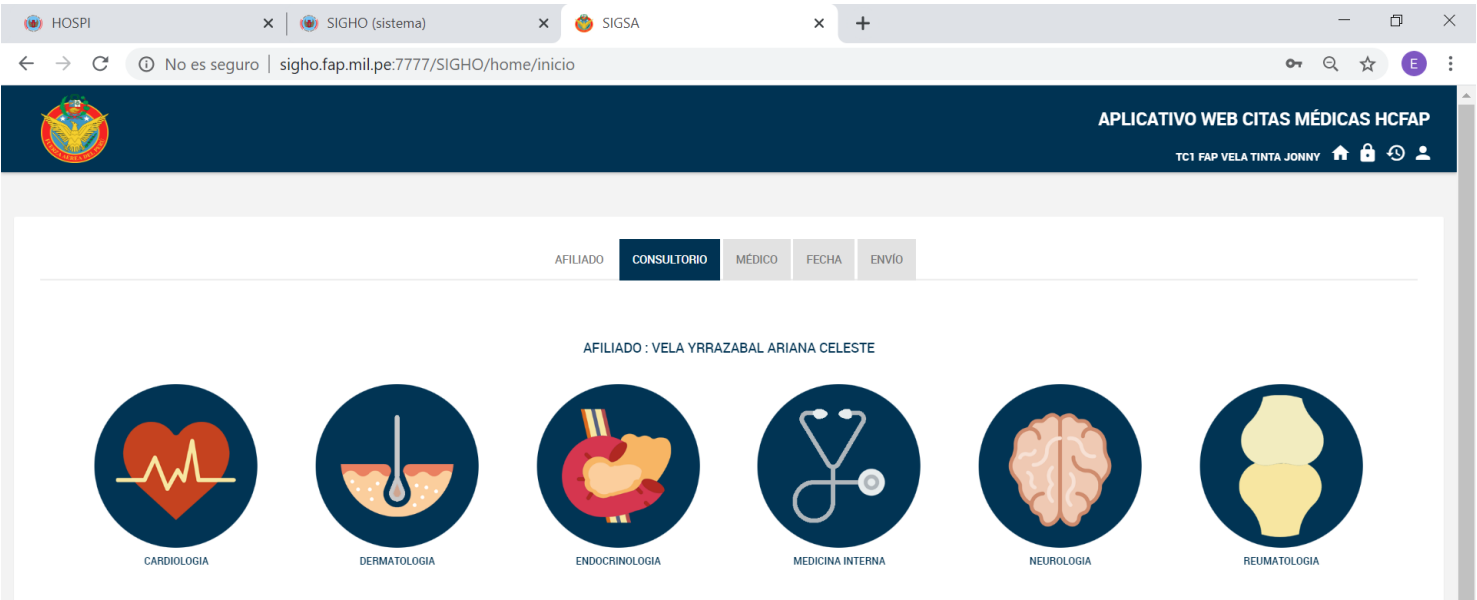 HOSPI
SIGHO (sistema)
SIGSA
No es seguro | sigho.fap.mil.pe:7777/SIGHO/home/inicio
E
APLICATIVO WEB CITAS MÉDICAS HCFAP
TC1 FAP VELA TINTA JONNY
AFILIADO CONSULTORIO MÉDICO FECHA ENVÍO
AFILIADO : VELA YRRAZABAL ARIANA CELESTE
CARDIOLOGIA DERMATOLOGIA ENDOCRINOLOGIA MEDICINA INTERNA NEUROLOGIA REUMATOLOGIA